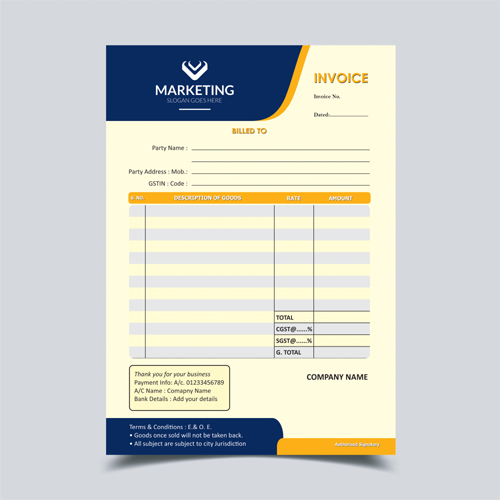 MARKETING
SLOGAN GOES HERE
INVOICE
Invoice No.
Dated:
BILLED TO
Party Name :
Party Address : Mob.:
GSTIN : Code :
S.NO. DESCRIPTION OF GOODS RATE AMOUNT
TOTAL
CGST@......%
SGST@......%
G. TOTAL
Thank you for your business
Payment Info: A/c. 01233456789
A/C Name : Comapny Name
Bank Details : Add your details
COMPANY NAME
Terms & Conditions : E.& O. E.
• Goods once sold will not be taken back.
• All subject are subject to city Jurisdiction
Authorised Signatory